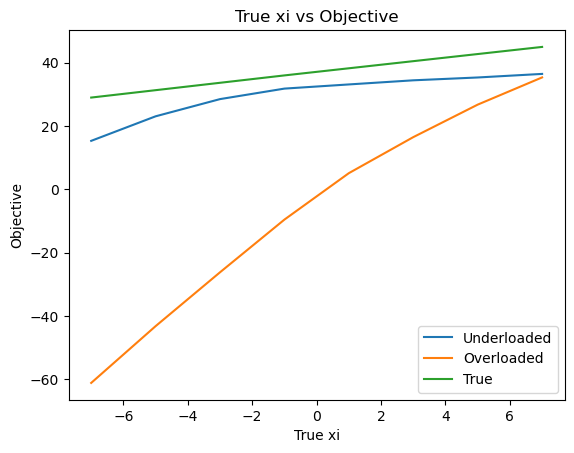 True xi vs Objective
40
20
0
−20
−40
−60
Objective
−6
−4
−2
0
2
4
6
True xi
Underloaded
Overloaded
True